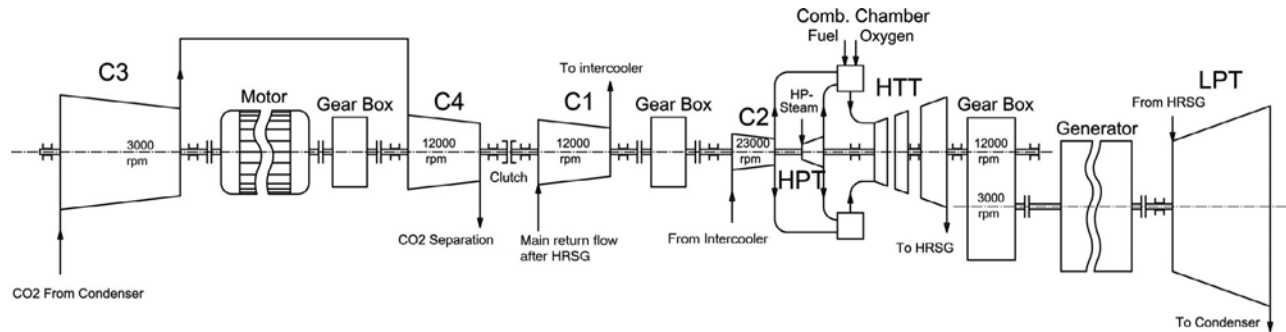 Comb. Chamber
Fuel Oxygen
C3
To intercooler
HTT
LPT
Motor
Gear Box
C4
C1
Gear Box
C2
HP-
Steam
Gear Box
From HRSG
Generator
3000
rpm
12000
rpm
12000
rpm
23000
rpm
12000
rpm
HPT
Clutch
3000
rpm
CO2 Separation
Main return flow
after HRSG
From Intercooler
To HRSG
CO2 From Condenser
To Condenser